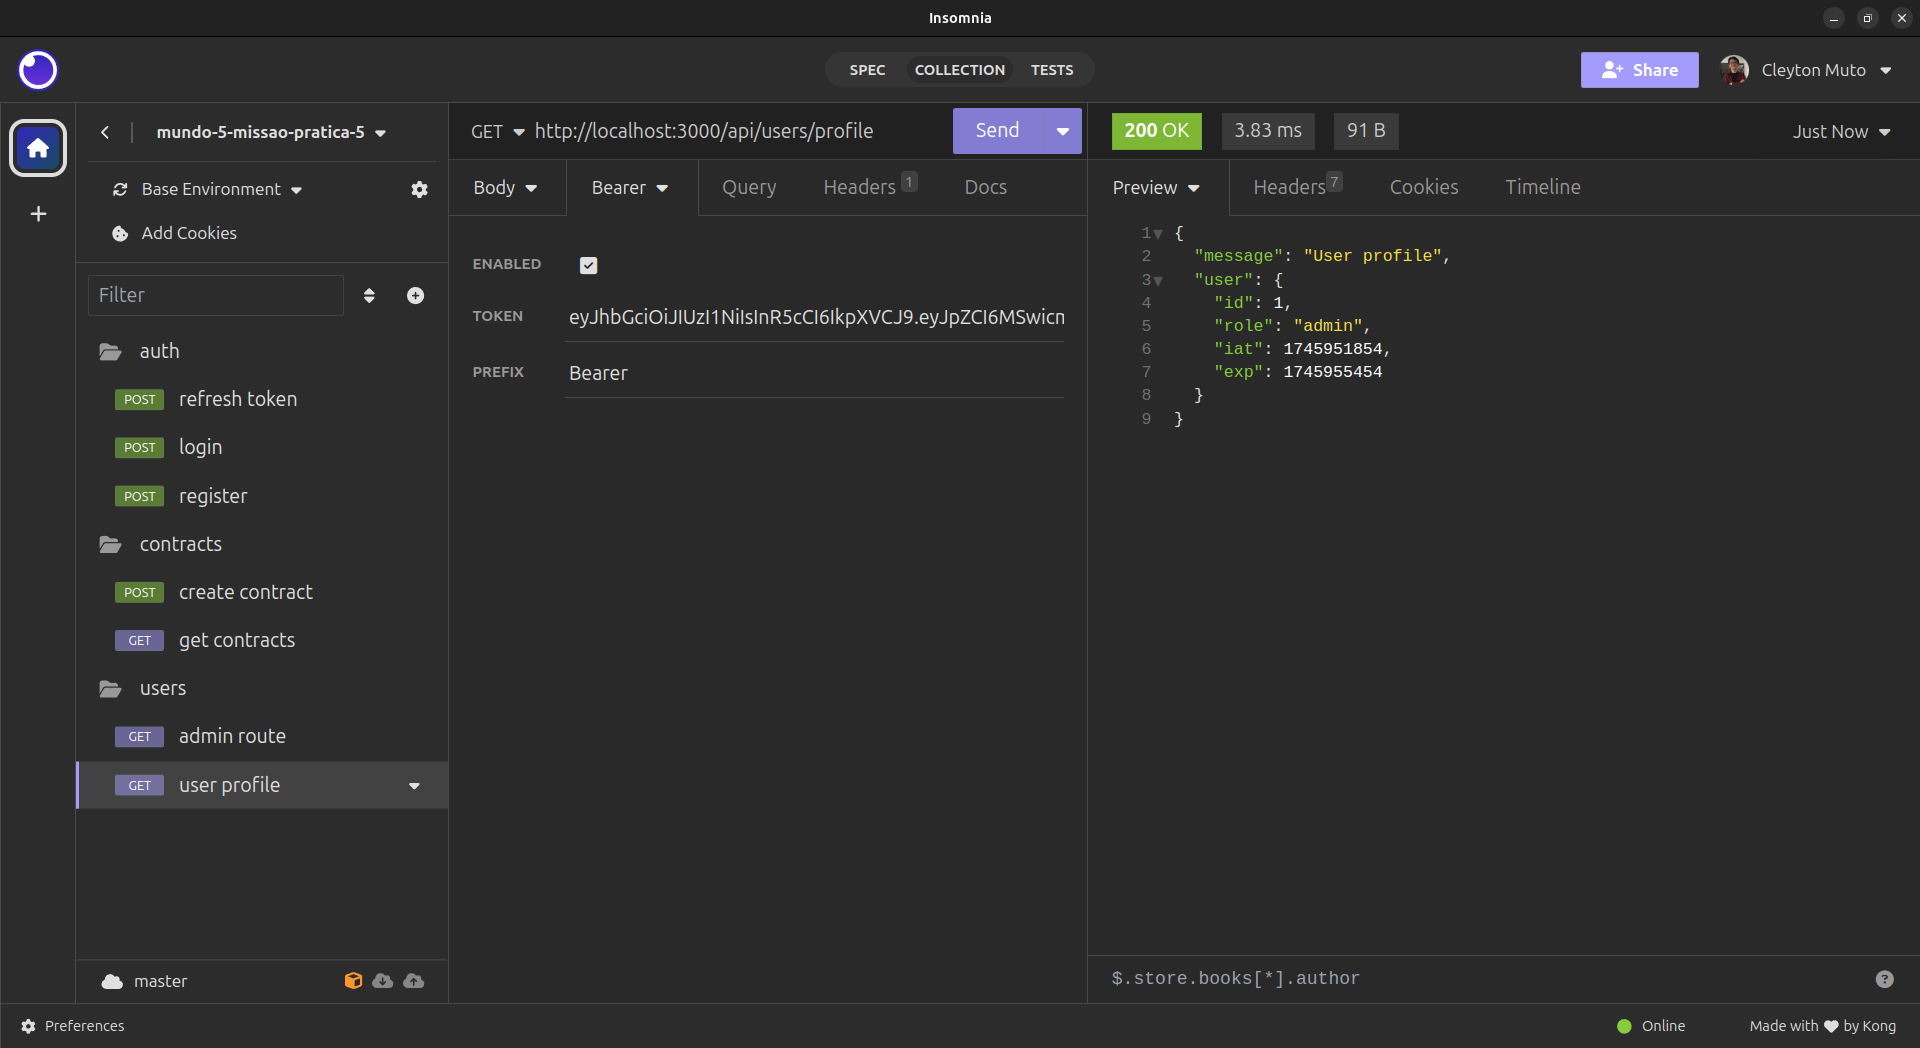 Insomnia
SPEC COLLECTION TESTS
Share
Cleyton Muto
mundo-5-missao-pratica-5
Base Environment
Add Cookies
Filter
auth
POST refresh token
POST login
POST register
contracts
POST create contract
GET get contracts
users
GET admin route
GET user profile
master
GET http://localhost:3000/api/users/profile Send
Body Bearer Query Headers 1 Docs
ENABLED
TOKEN eyJhbGciOiJIUzI1NiIsInR5cCI6IkpXVCJ9.eyJpZCI6MSwicm
PREFIX Bearer
200 OK 3.83 ms 91 B Just Now
Preview Headers 7 Cookies Timeline
1 {
2 "message": "User profile",
3 "user": {
4 "id": 1,
5 "role": "admin",
6 "iat": 1745951854,
7 "exp": 1745955454
8 }
9 }
$.store.books[*].author ?
Preferences
Online
Made with ♥ by Kong